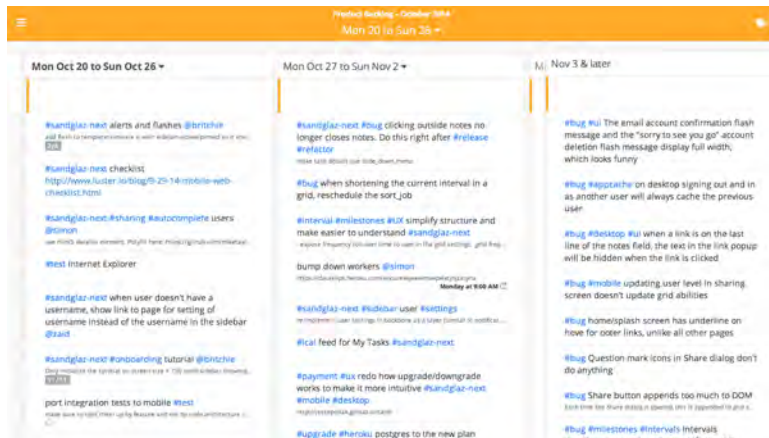 Product Backlog - October 2014
Mon 20 to Sun 26
Mon Oct 20 to Sun Oct 26
#sandglaz-next alerts and flashes @britchie
#sandglaz-next checklist
http://www.luster.io/blog/9-29-14-mobile-web-
checklist.html
#sandglaz-next #sharing #autocomplete users
@simon
#test Internet Explorer
#sandglaz-next when user doesn't have a
username, show link to page for setting of
username instead of the username in the sidebar
@zaid
#sandglaz-next #onboarding tutorial @britchie
port integration tests to mobile #test
Mon Oct 27 to Sun Nov 2
#sandglaz-next #bug clicking outside notes no
longer closes notes. Do this right after #release
#refactor
#bug when shortening the current interval in a
grid, reschedule the sort_job
#interval #milestones #UX simplify structure and
make easier to understand #sandglaz-next
bump down workers @simon
Monday at 9:00 AM
#sandglaz-next #sidebar user #settings
#ical feed for My Tasks #sandglaz-next
#payment #ux redo how upgrade/downgrade
works to make it more intuitive #sandglaz-next
#mobile #desktop
#upgrade #heroku postgres to the new plan
M
Nov 3 & later
#bug #ui The email account confirmation flash
message and the "sorry to see you go" account
deletion flash message display full width,
which looks funny
#bug #appcache on desktop signing out and in
as another user will always cache the previous
user
#bug #desktop #ui when a link is on the last
line of the notes field, the text in the link popup
will be hidden when the link is clicked
#bug #mobile updating user level in sharing
screen doesn't update grid abilities
#bug home/splash screen has underline on
hove for ooter links, unlike all other pages
#bug Question mark icons in Share dialog don't
do anything
#bug Share button appends too much to DOM
#bug #milestones #intervals Intervals